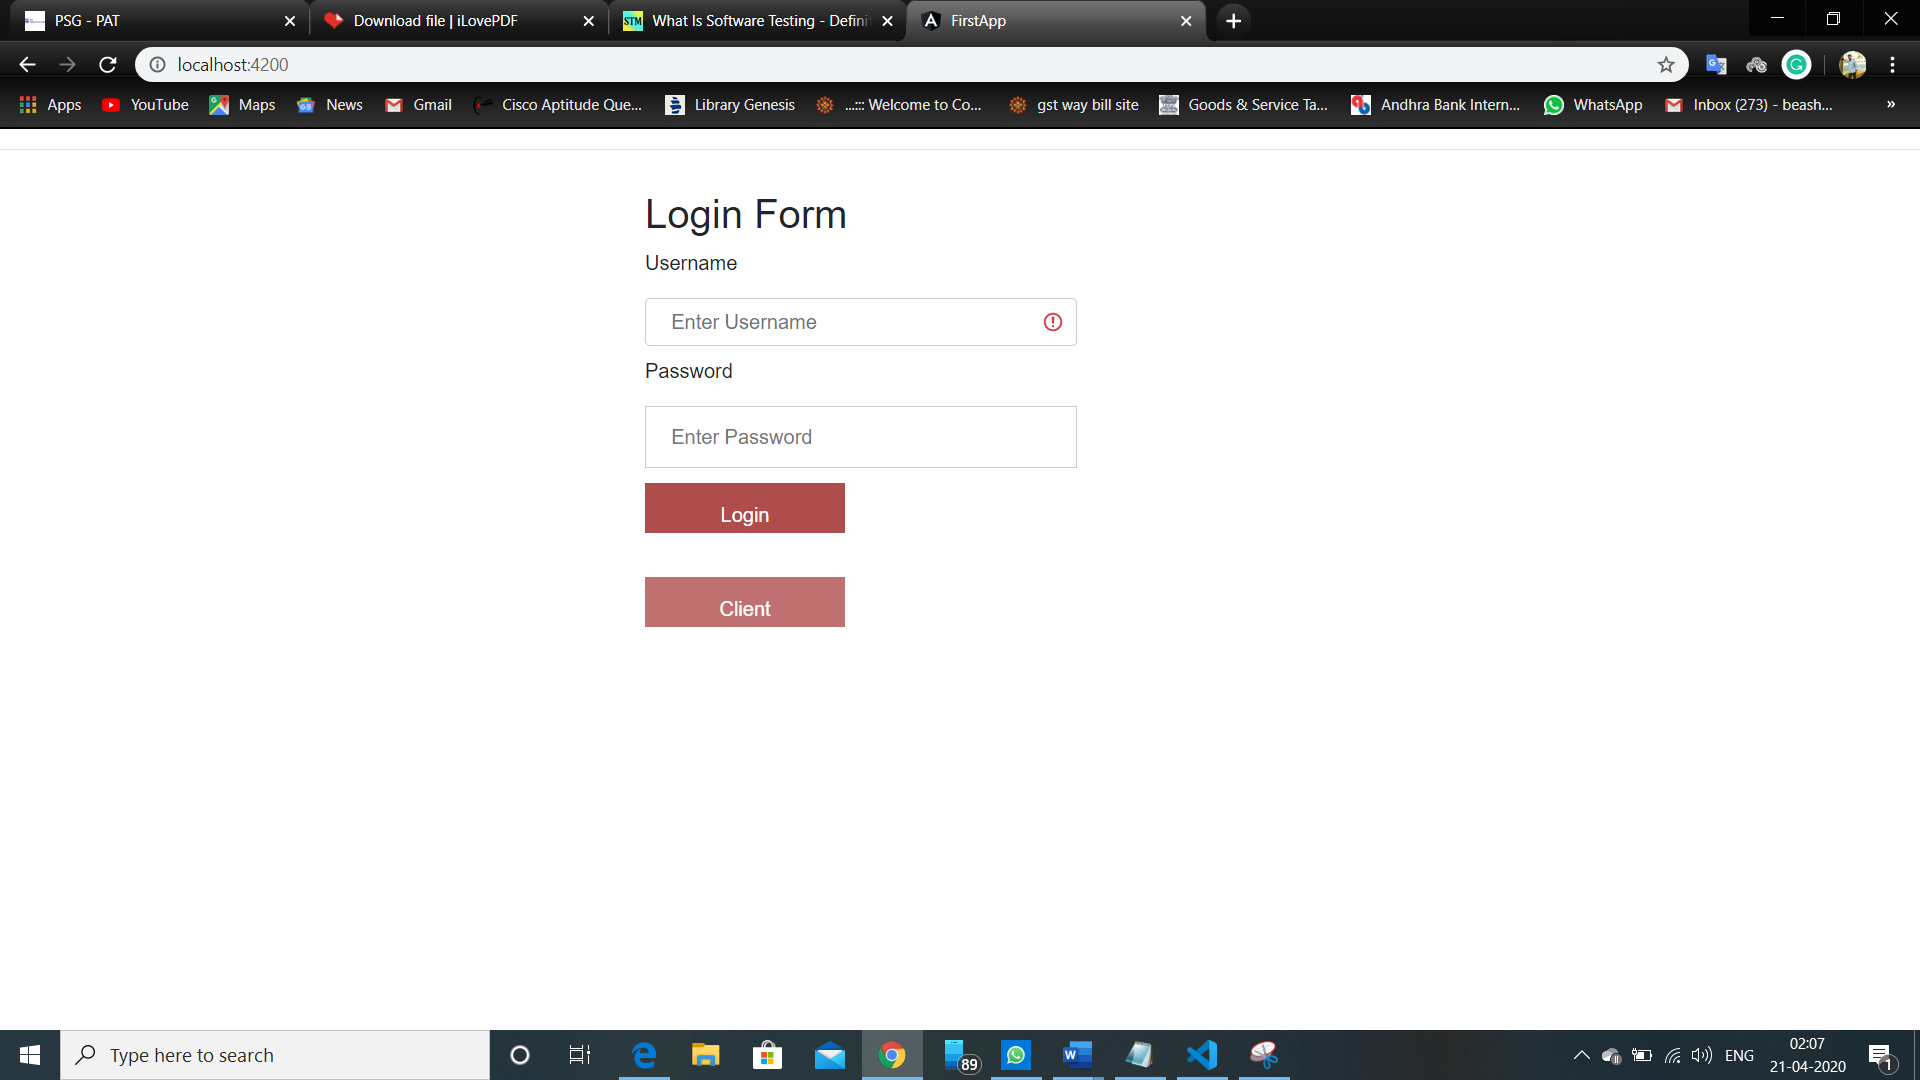 PSG - PAT
Download file | iLovePDF
STM What Is Software Testing - Defini
FirstApp
localhost:4200
Apps YouTube Maps News Gmail Cisco Aptitude Que... Library Genesis ...::: Welcome to Co... gst way bill site Goods & Service Ta... Andhra Bank Intern... WhatsApp Inbox (273) - beash... »
Login Form
Username
Enter Username
Password
Enter Password
Login
Client
Type here to search
89
ENG
02:07
21-04-2020
1